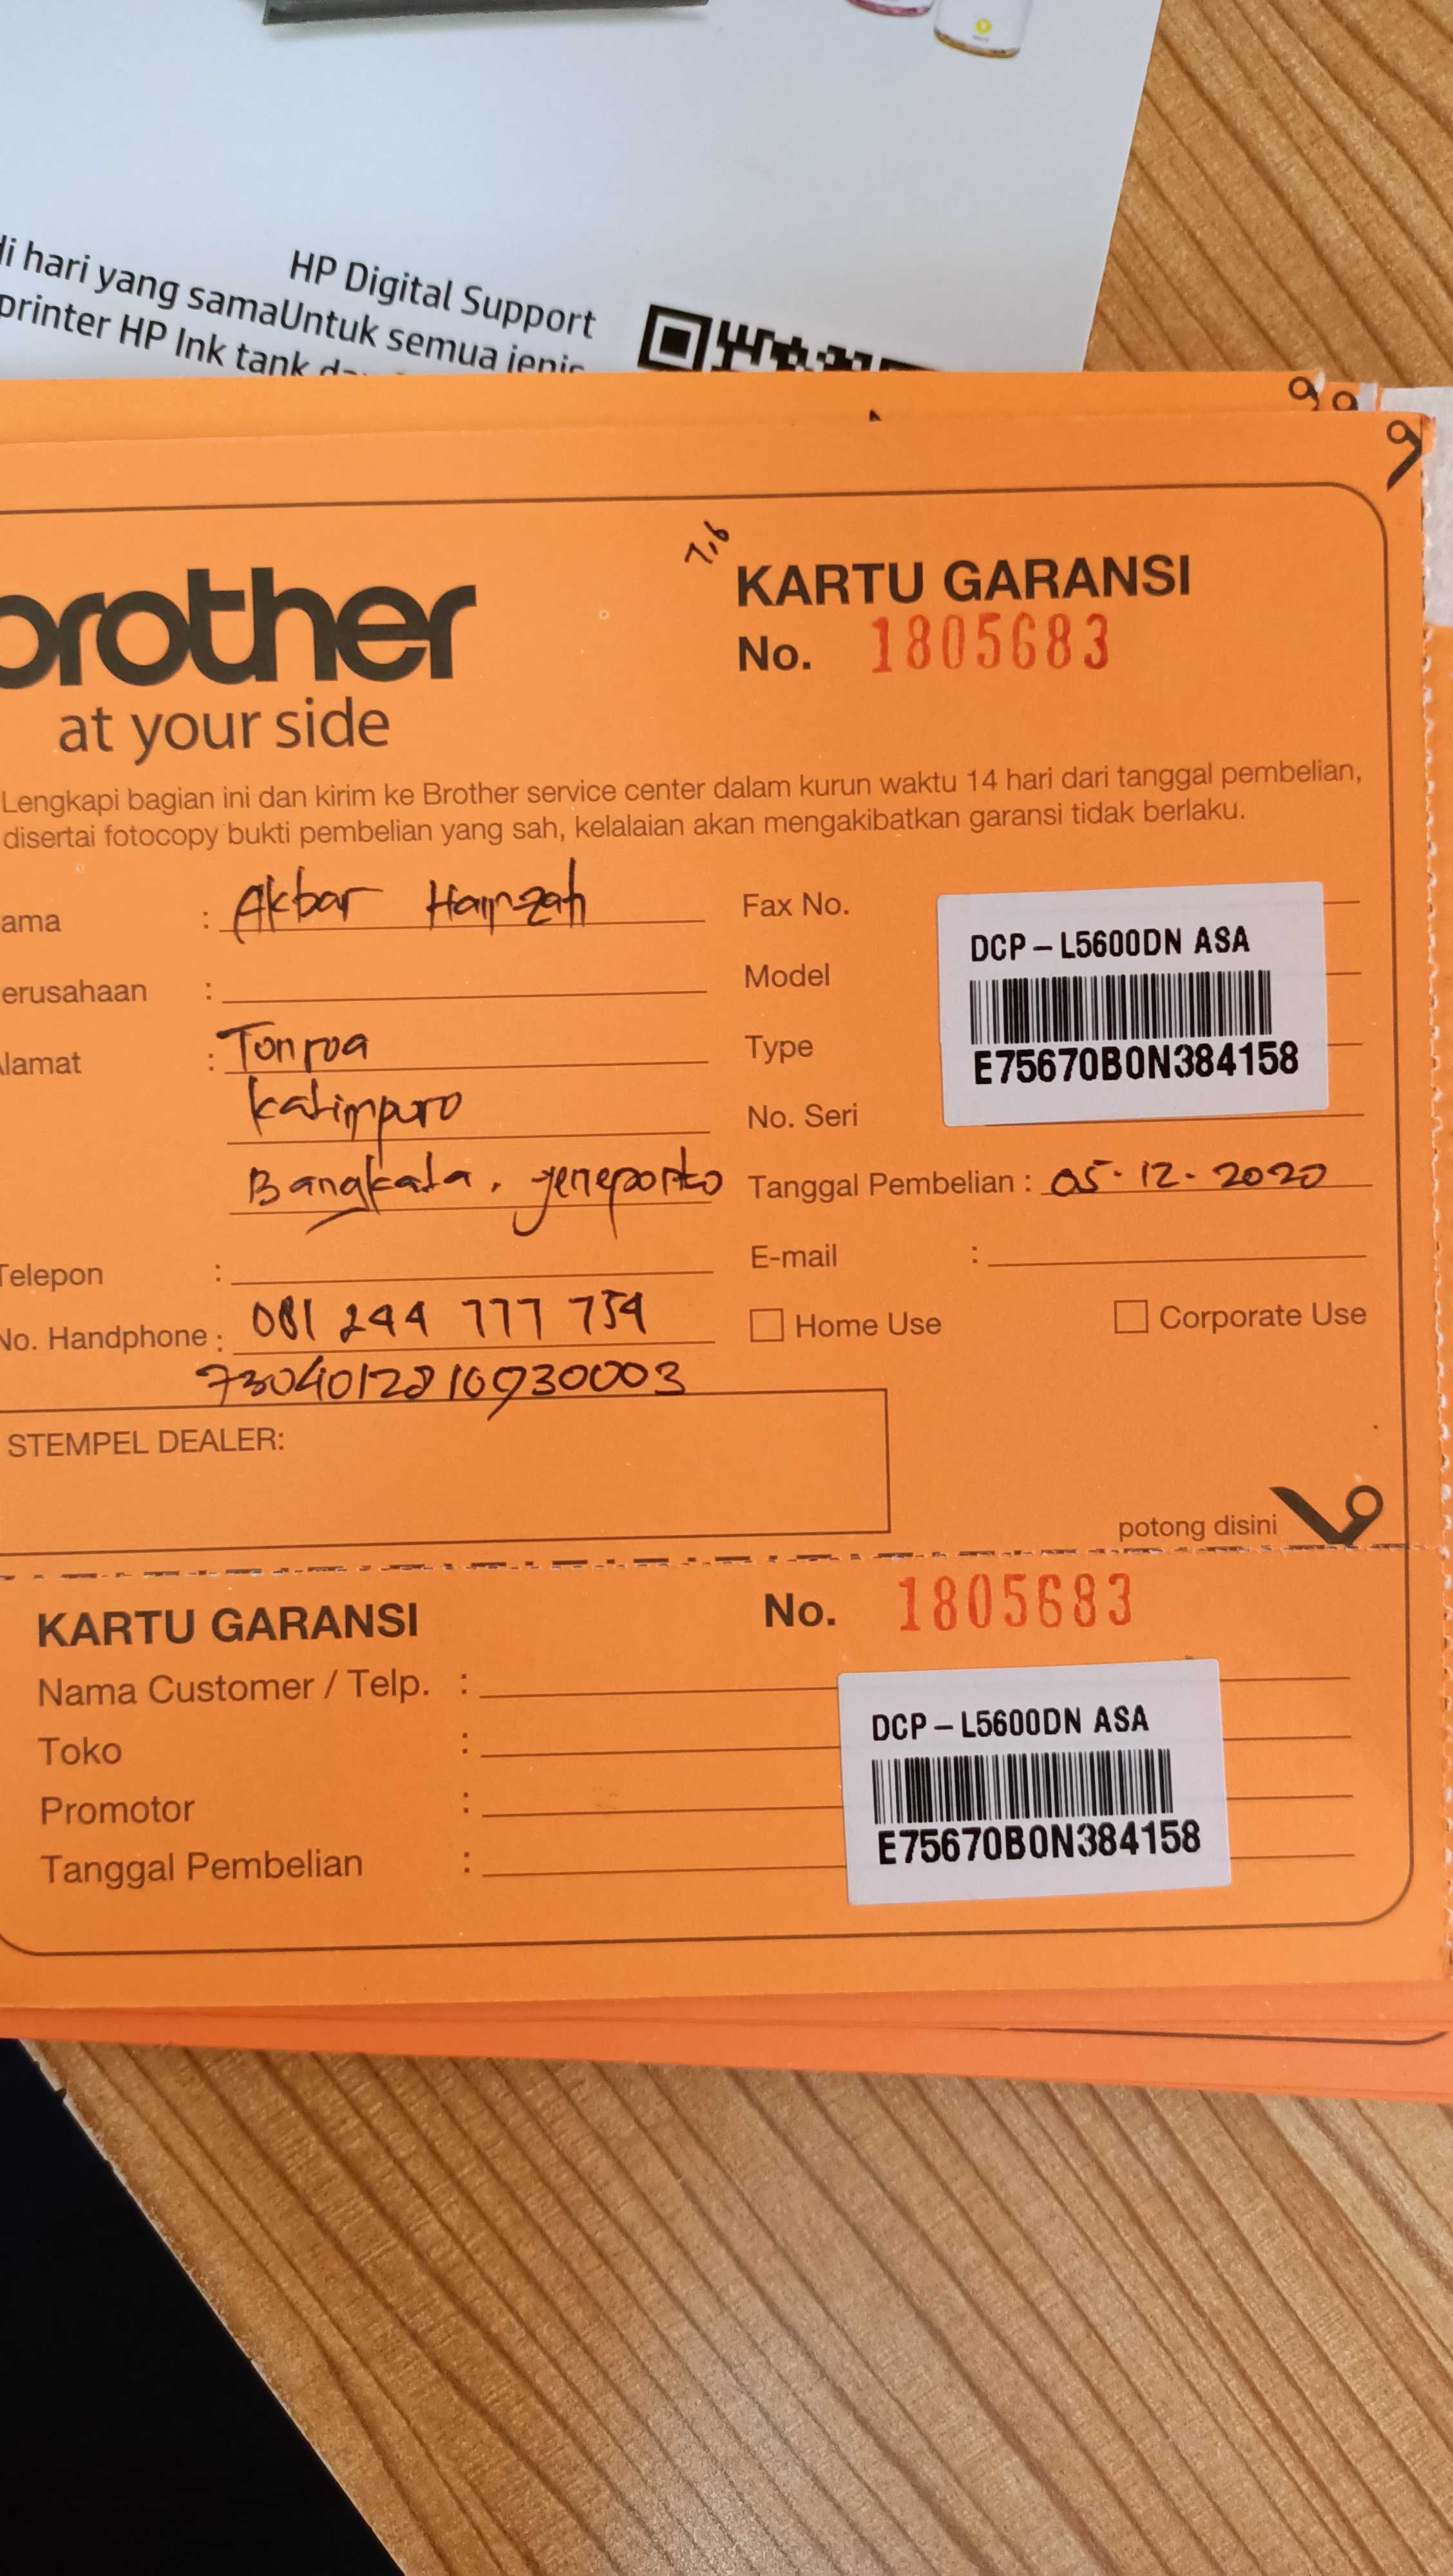 HP Digital Support
di hari yang samaUntuk semua jenis
printer HP Ink tank
7,6
brother
at your side
KARTU GARANSI
No. 1805683
Lengkapi bagian ini dan kirim ke Brother service center dalam kurun waktu 14 hari dari tanggal pembelian,
disertai fotocopy bukti pembelian yang sah, kelalaian akan mengakibatkan garansi tidak berlaku.
ama : Akbar Hamzah
erusahaan :
lamat : Tonroa
Kalimporo
Bangkala, Jeneponto
Telepon :
No. Handphone : 081 244 777 754
7304012810930003
Fax No.
Model
Type
No. Seri
DCP – L5600DN ASA
E75670B0N384158
Tanggal Pembelian : 05-12-2020
E-mail :
Home Use
Corporate Use
STEMPEL DEALER:
potong disini
KARTU GARANSI
No. 1805683
Nama Customer / Telp. :
Toko :
Promotor :
Tanggal Pembelian :
DCP – L5600DN ASA
E75670B0N384158